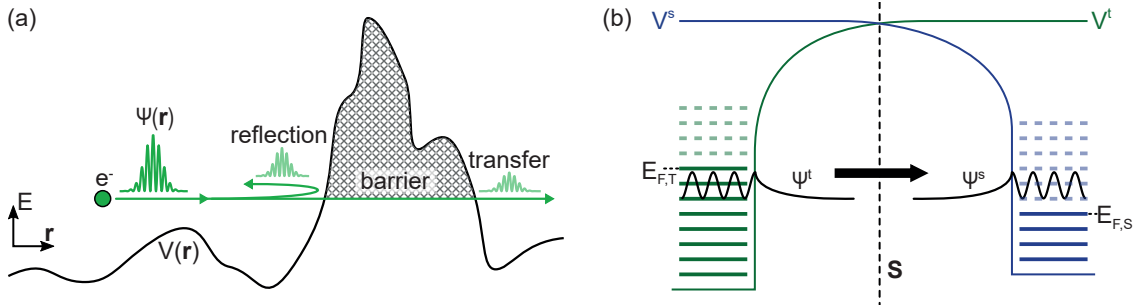 (a)
Ψ(r)
reflection
transfer
e⁻
barrier
E
r
V(r)
(b)
Vˢ
Vᵗ
E_F,T
Ψᵗ
Ψˢ
E_F,S
S